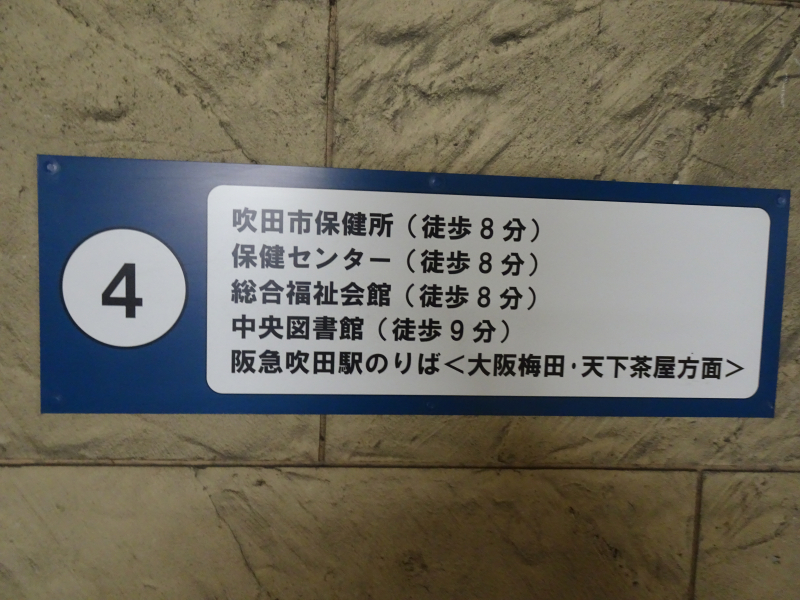 4
吹田市保健所（徒歩８分）
保健センター（徒歩８分）
総合福祉会館（徒歩８分）
中央図書館（徒歩９分）
阪急吹田駅のりば＜大阪梅田・天下茶屋方面＞